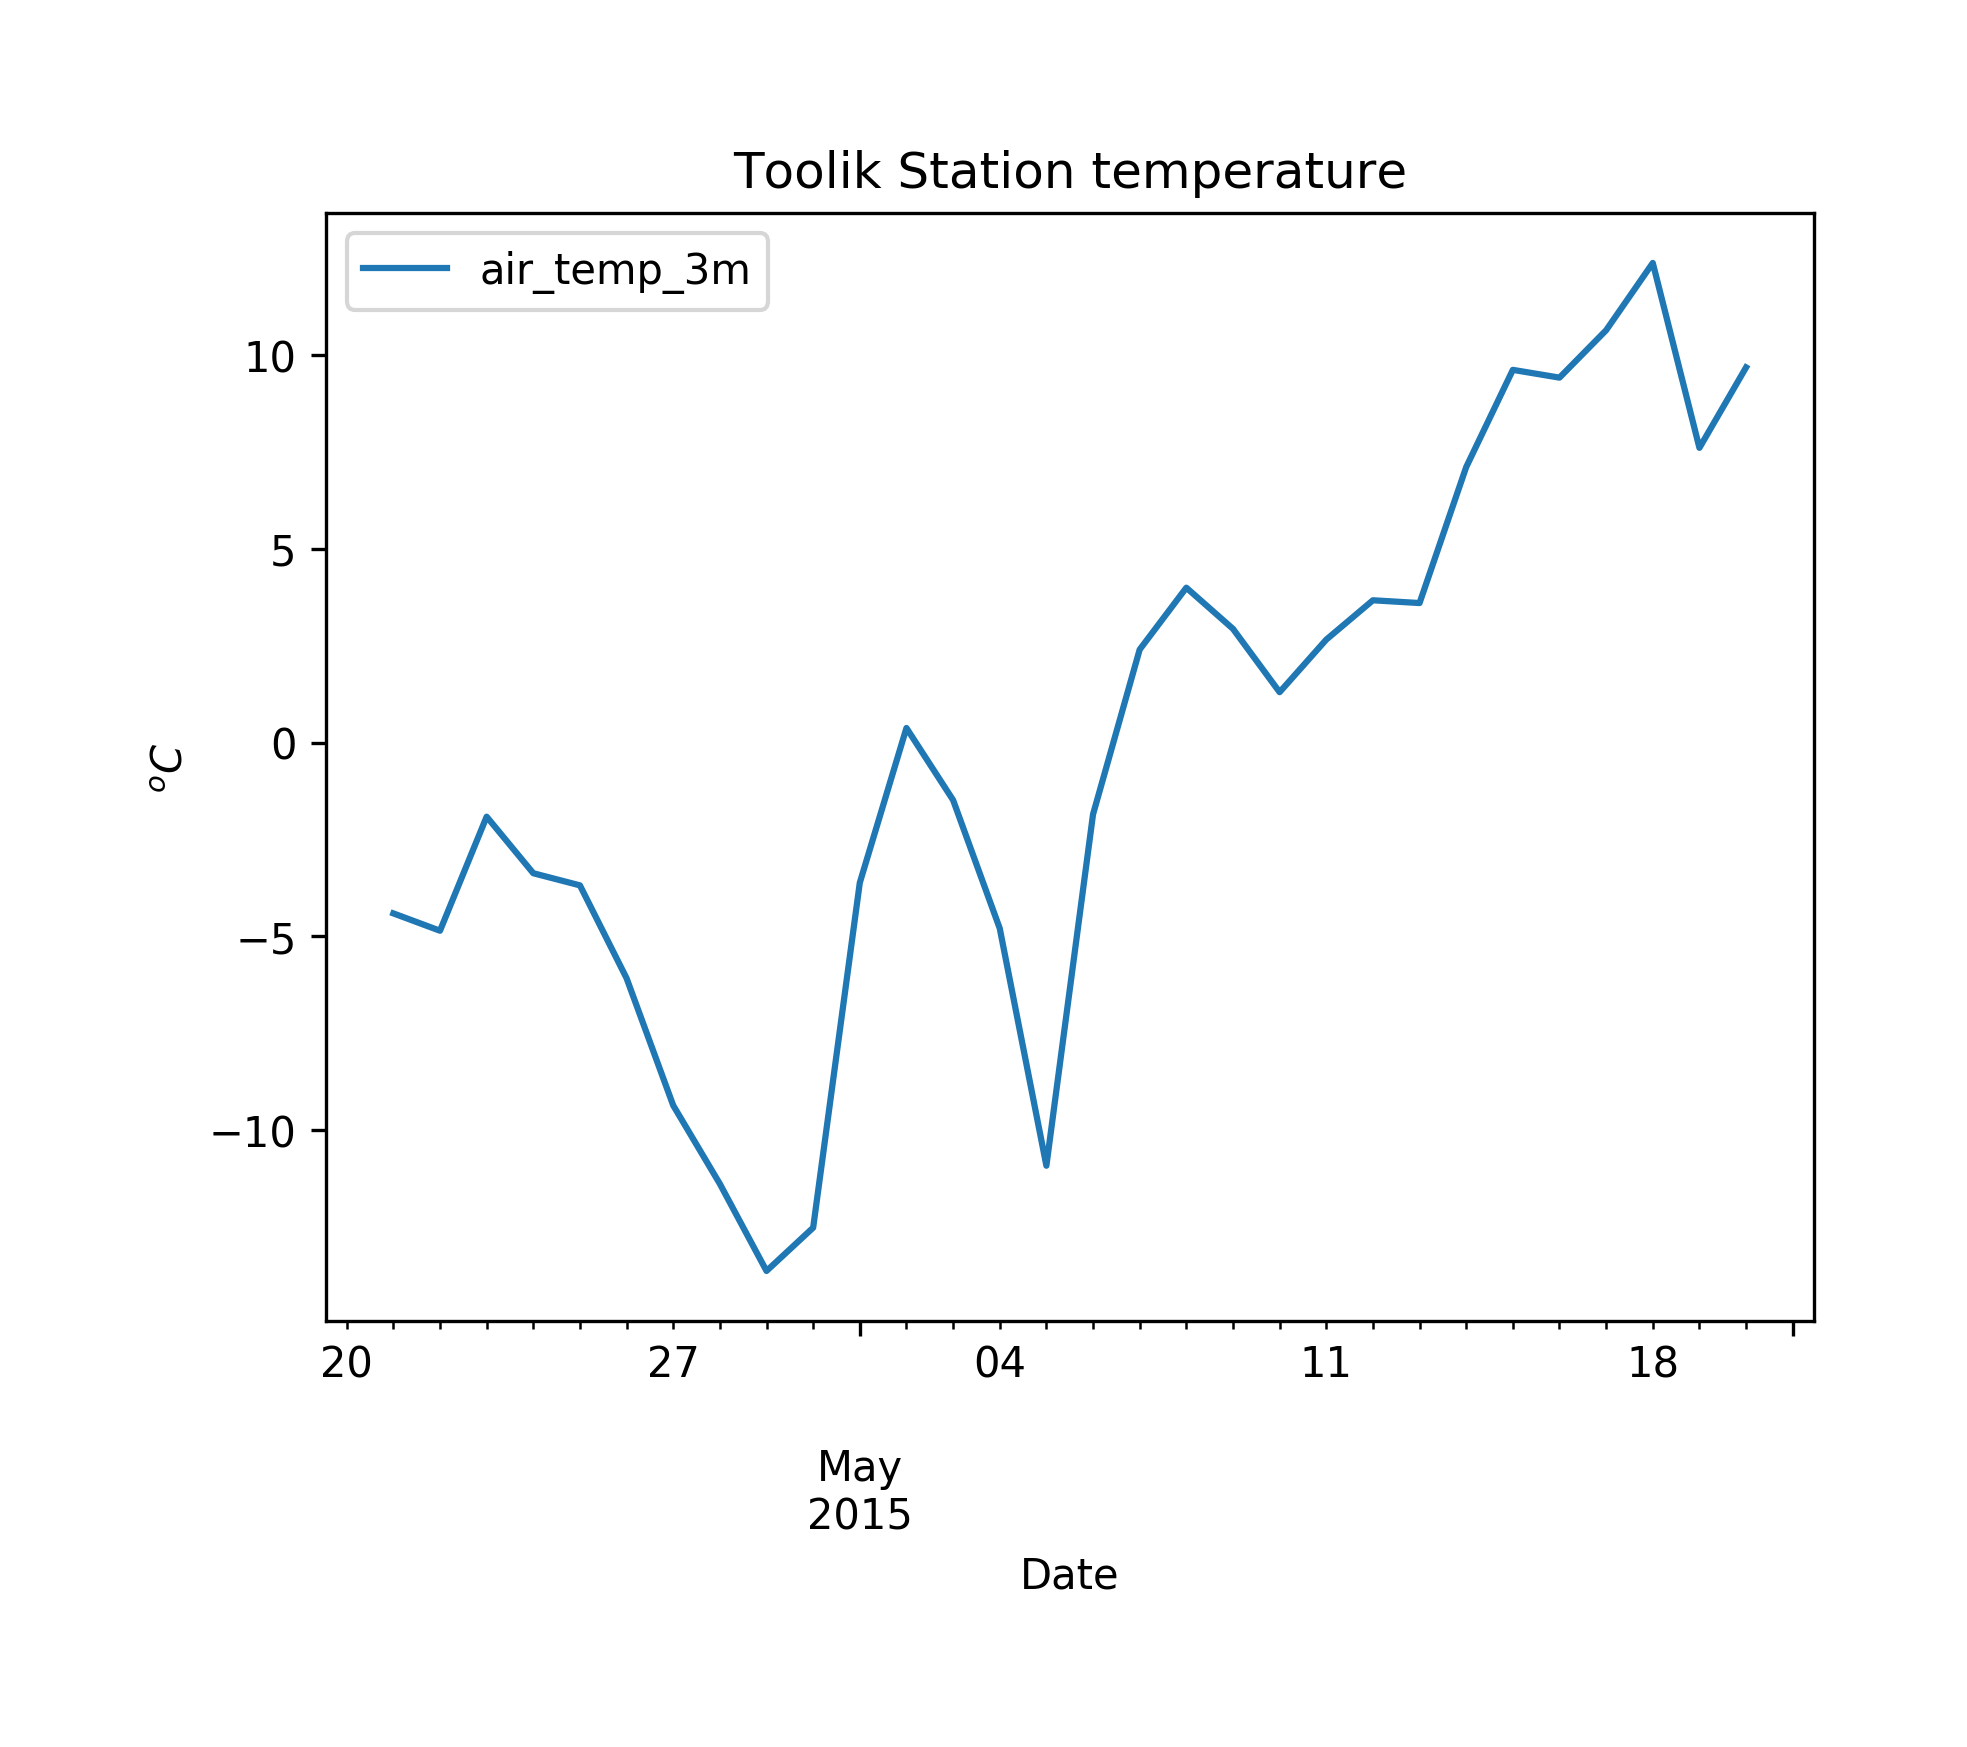 Toolik Station temperature
air_temp_3m
10
5
0
−5
−10
°C
20 27 04 11 18
May
2015
Date